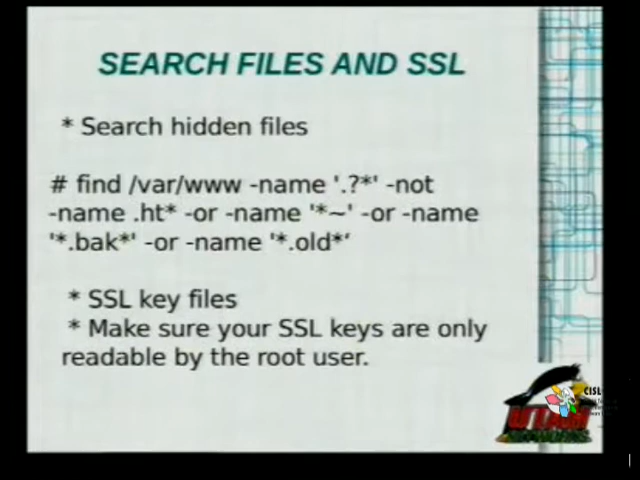 SEARCH FILES AND SSL
* Search hidden files
# find /var/www -name '.?*' -not
-name .ht* -or -name '*~' -or -name
'*.bak*' -or -name '*.old*‘
* SSL key files
* Make sure your SSL keys are only
readable by the root user.
CISL